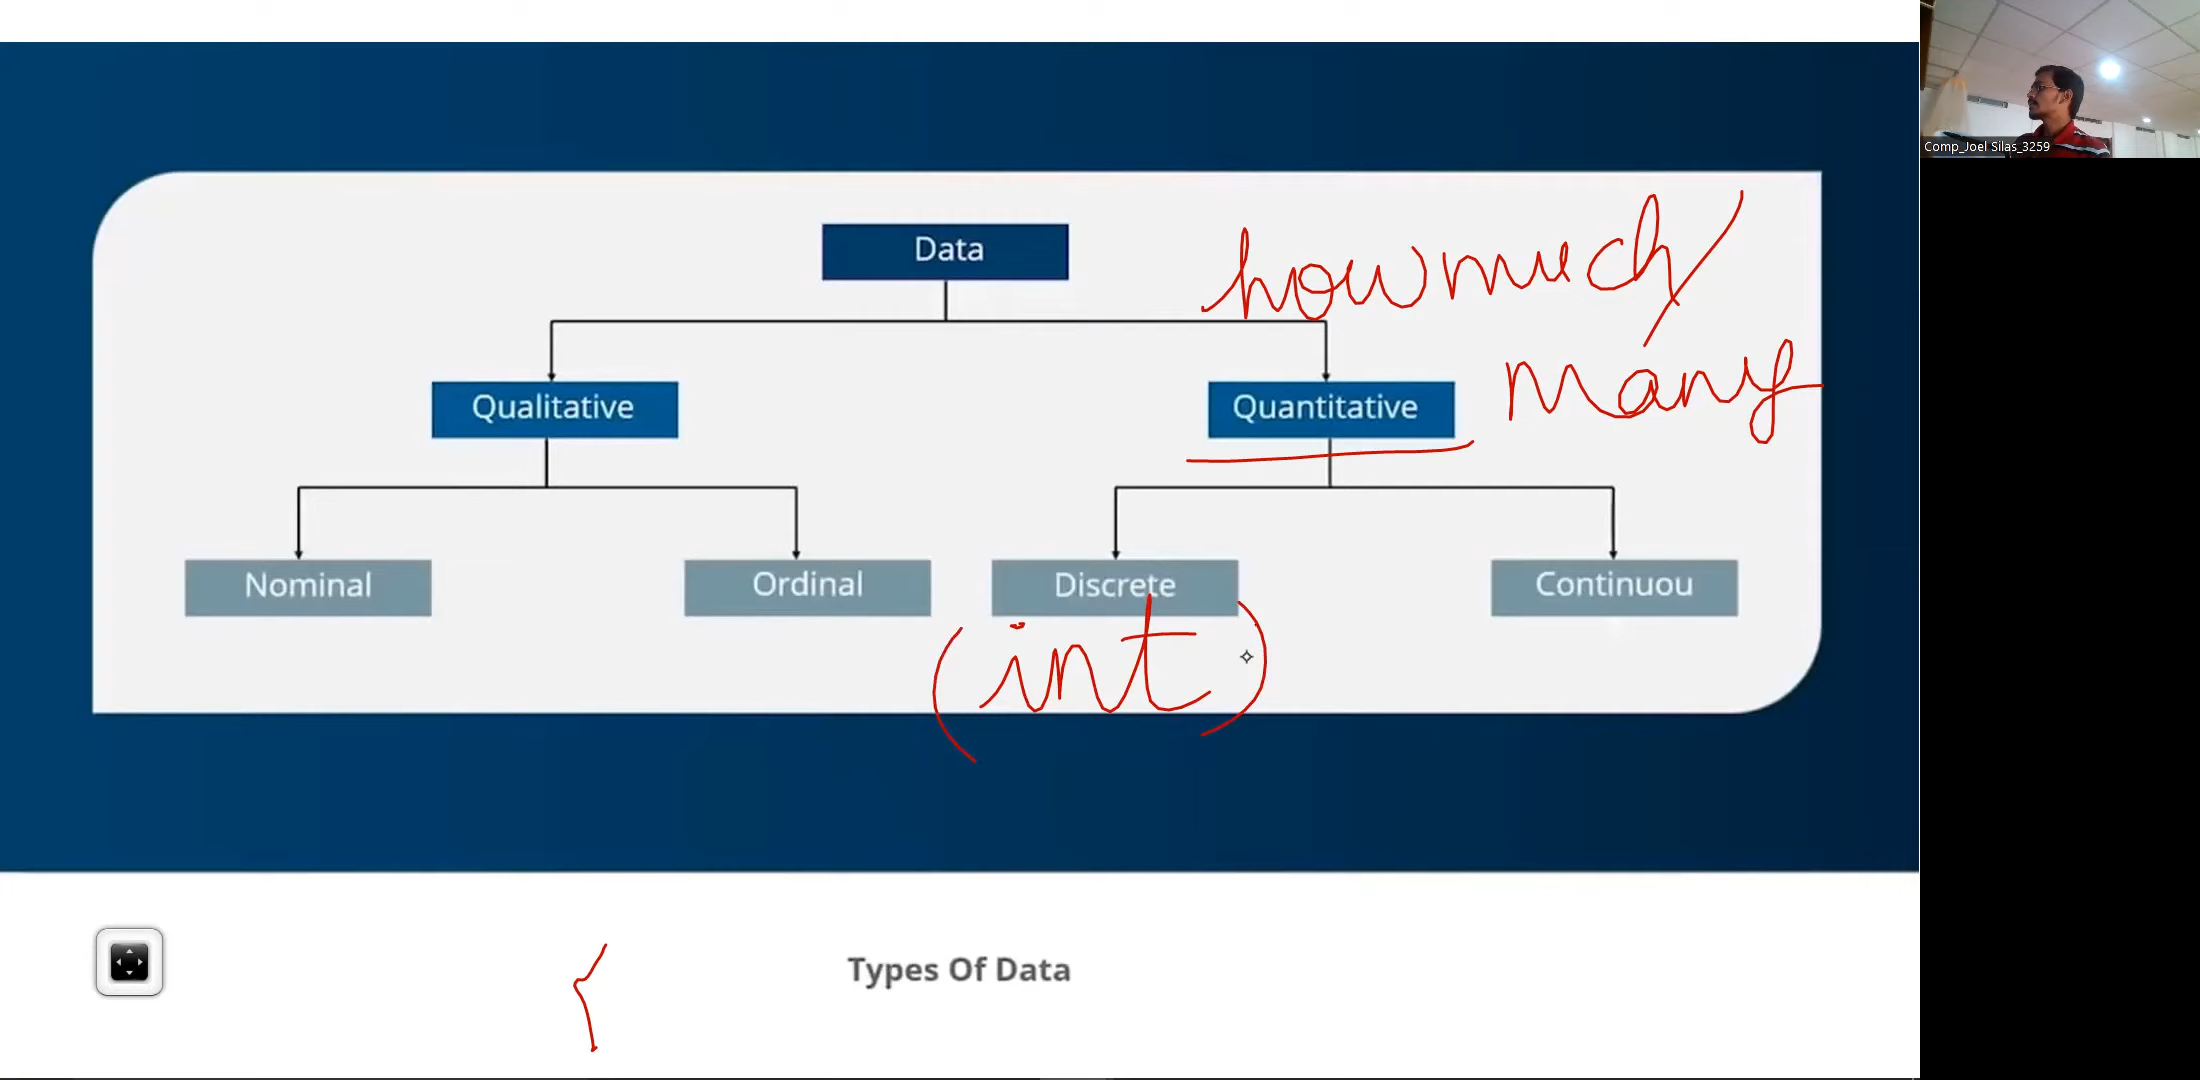 Comp_Joel Silas_3259
Data
how much/
many
Qualitative
Quantitative
Nominal
Ordinal
Discrete
Continuou
(int)
{
Types Of Data